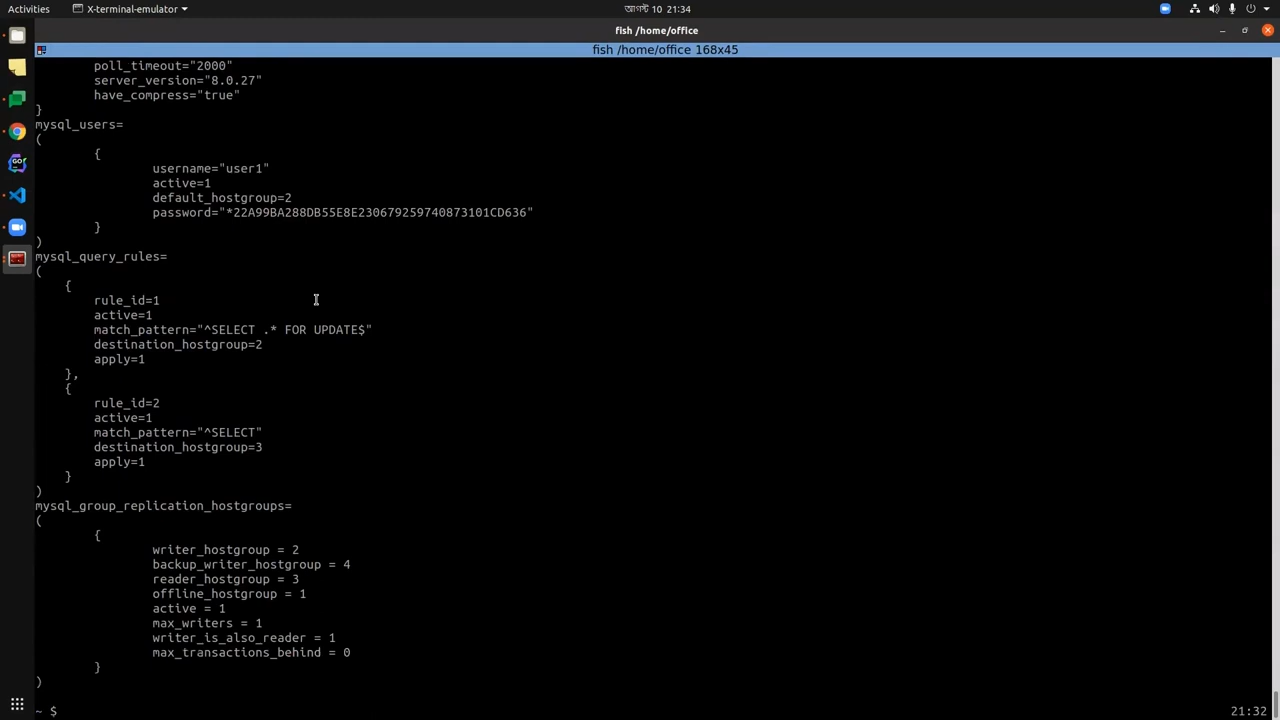 Activities
X-terminal-emulator
আগস্ট 10 21:34
fish /home/office
fish /home/office 168x45
poll_timeout="2000"
server_version="8.0.27"
have_compress="true"
}
mysql_users=
(
{
username="user1"
active=1
default_hostgroup=2
password="*22A99BA288DB55E8E230679259740873101CD636"
}
)
mysql_query_rules=
(
{
rule_id=1
active=1
match_pattern="^SELECT .* FOR UPDATE$"
destination_hostgroup=2
apply=1
},
{
rule_id=2
active=1
match_pattern="^SELECT"
destination_hostgroup=3
apply=1
}
)
mysql_group_replication_hostgroups=
(
{
writer_hostgroup = 2
backup_writer_hostgroup = 4
reader_hostgroup = 3
offline_hostgroup = 1
active = 1
max_writers = 1
writer_is_also_reader = 1
max_transactions_behind = 0
}
)
~ $
21:32